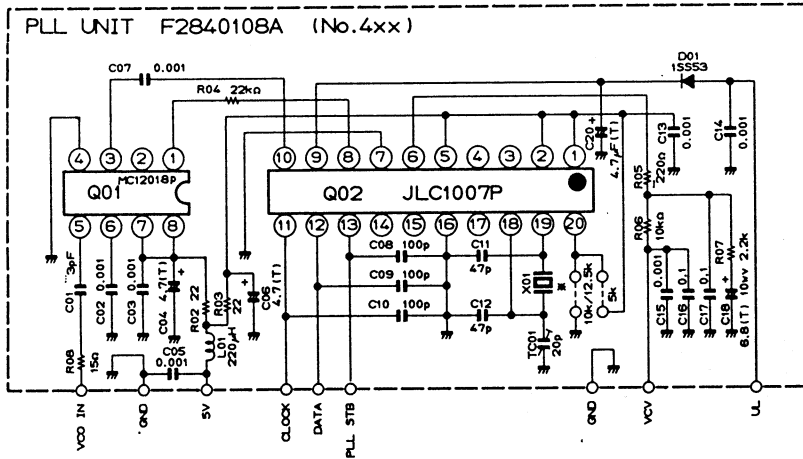 PLL UNIT F2840108A (No.4xx)
C07 0.001
R04 22kΩ
D01
1SS53
C20 +
4.7μF(T)
C13
0.001
C14
0.001
4 3 2 1
MC12018p
Q01
5 6 7 8
10 9 8 7 6 5 4 3 2 1
Q02 JLC1007P
11 12 13 14 15 16 17 18 19 20
R05
220Ω
R06
10kΩ
R07
2.2k
C01
3pF
C02
0.001
C03
0.001
C04
4.7(T)
+
R02
22
R03
22
C06
4.7(T)
+
L01
220μH
C05
0.001
R08
15Ω
C08 100p
C09
100p
C10 100p
C11
47p
C12
47p
X01
※
TC01
20p
10k/12.5k
5k
C15
0.001
C16
0.1
C17
0.1
C18
6.8(T) 10wv
+
VCO IN
GND
5V
CLOCK
DATA
PLL STB
GND
VCV
UL